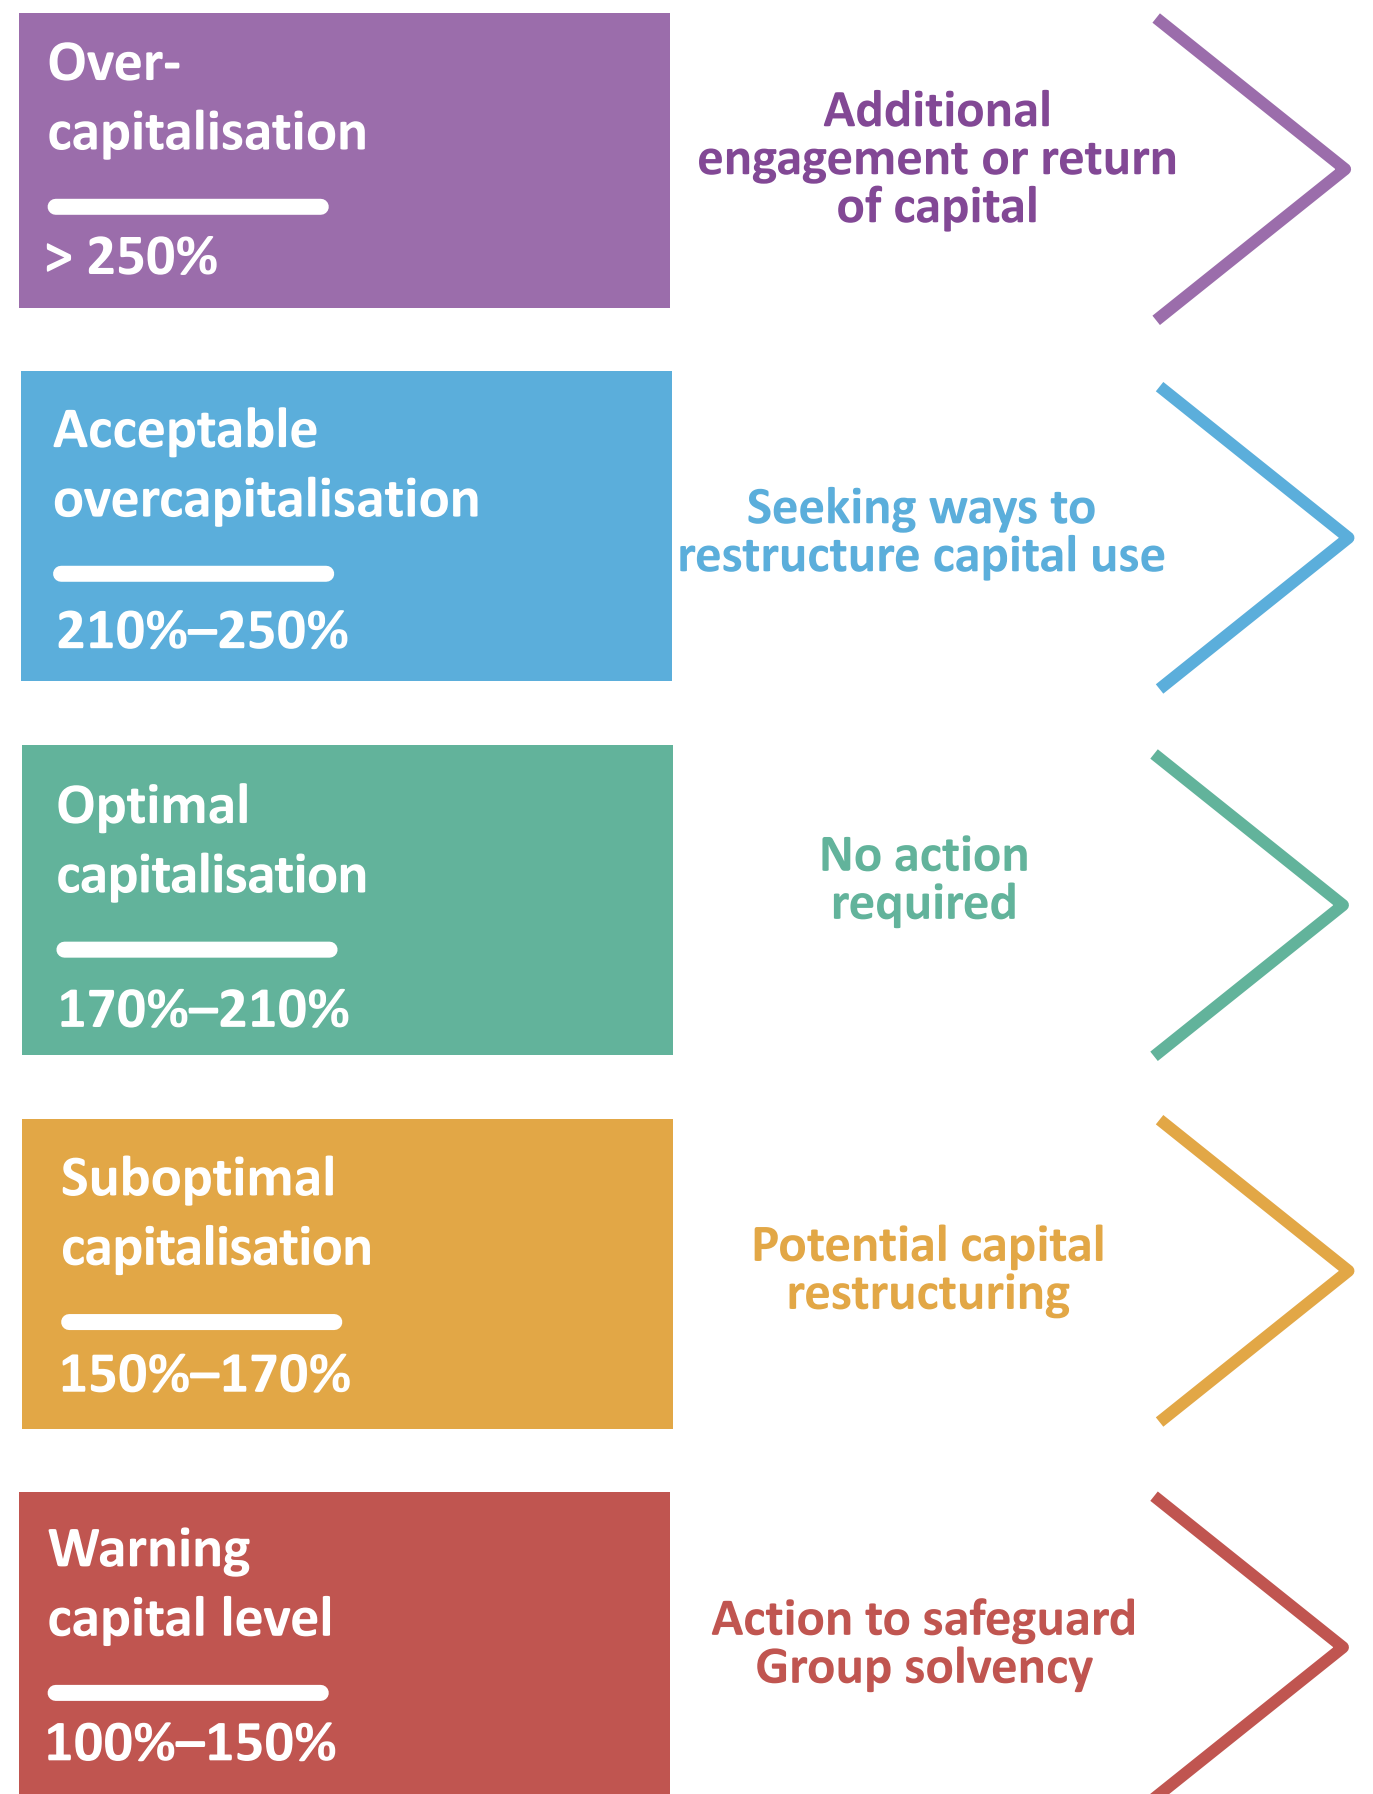 Over-
capitalisation
> 250%
Additional
engagement or return
of capital
Acceptable
overcapitalisation
210%–250%
Seeking ways to
restructure capital use
Optimal
capitalisation
170%–210%
No action
required
Suboptimal
capitalisation
150%–170%
Potential capital
restructuring
Warning
capital level
100%–150%
Action to safeguard
Group solvency